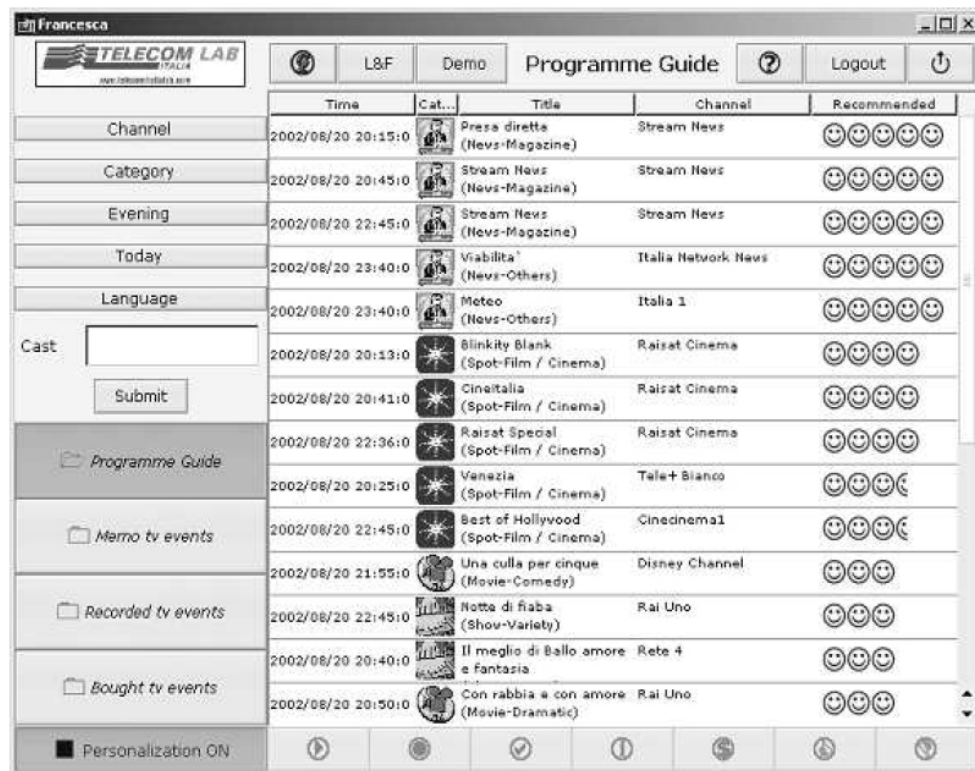 Francesca
TELECOM LAB
ITALIA
L&F
Demo
Programme Guide
?
Logout
Channel
Category
Evening
Today
Language
Cast
Submit
Programme Guide
Memo tv events
Recorded tv events
Bought tv events
Personalization ON
Time Cat... Title Channel Recommended
2002/08/20 20:15:0 Presa diretta Stream News
(News-Magazine)
2002/08/20 20:45:0 Stream News Stream News
(News-Magazine)
2002/08/20 22:45:0 Stream News Stream News
(News-Magazine)
2002/08/20 23:40:0 Viabilita` Italia Network News
(News-Others)
2002/08/20 23:40:0 Meteo Italia 1
(News-Others)
2002/08/20 20:13:0 Blinkity Blank Raisat Cinema
(Spot-Film / Cinema)
2002/08/20 20:41:0 Cineitalia Raisat Cinema
(Spot-Film / Cinema)
2002/08/20 22:36:0 Raisat Special Raisat Cinema
(Spot-Film / Cinema)
2002/08/20 20:25:0 Venezia Tele+ Bianco
(Spot-Film / Cinema)
2002/08/20 22:45:0 Best of Hollywood Cinecinema1
(Spot-Film / Cinema)
2002/08/20 21:55:0 Una culla per cinque Disney Channel
(Movie-Comedy)
2002/08/20 22:45:0 Notte di fiaba Rai Uno
(Show-Variety)
2002/08/20 20:40:0 Il meglio di Ballo amore Rete 4
e fantasia
2002/08/20 20:50:0 Con rabbia e con amore Rai Uno
(Movie-Dramatic)